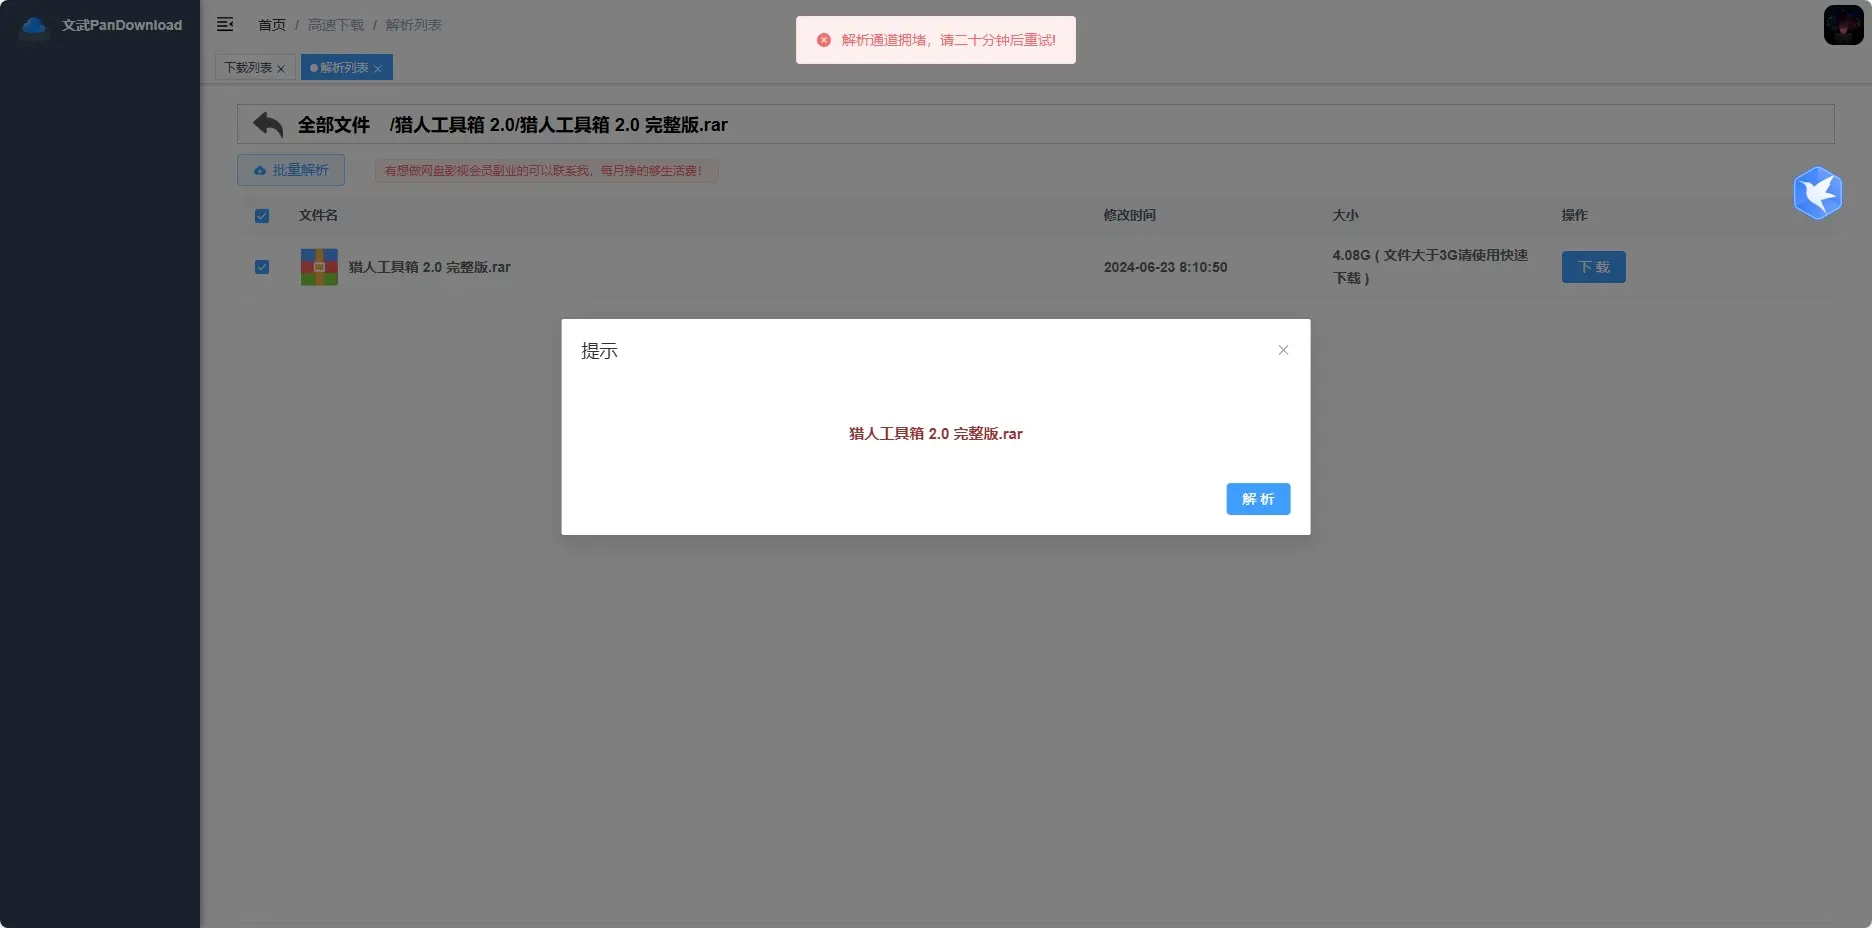 文武PanDownload
首页 / 高速下载 / 解析列表
解析通道拥堵，请二十分钟后重试!
下载列表 ×
解析列表 ×
全部文件 /猎人工具箱 2.0/猎人工具箱 2.0 完整版.rar
批量解析
有想做网盘影视会员副业的可以联系我，每月挣的够生活费！
文件名 修改时间 大小 操作
猎人工具箱 2.0 完整版.rar 2024-06-23 8:10:50 4.08G ( 文件大于3G请使用快速
下载 )
下 载
提示
猎人工具箱 2.0 完整版.rar
解 析